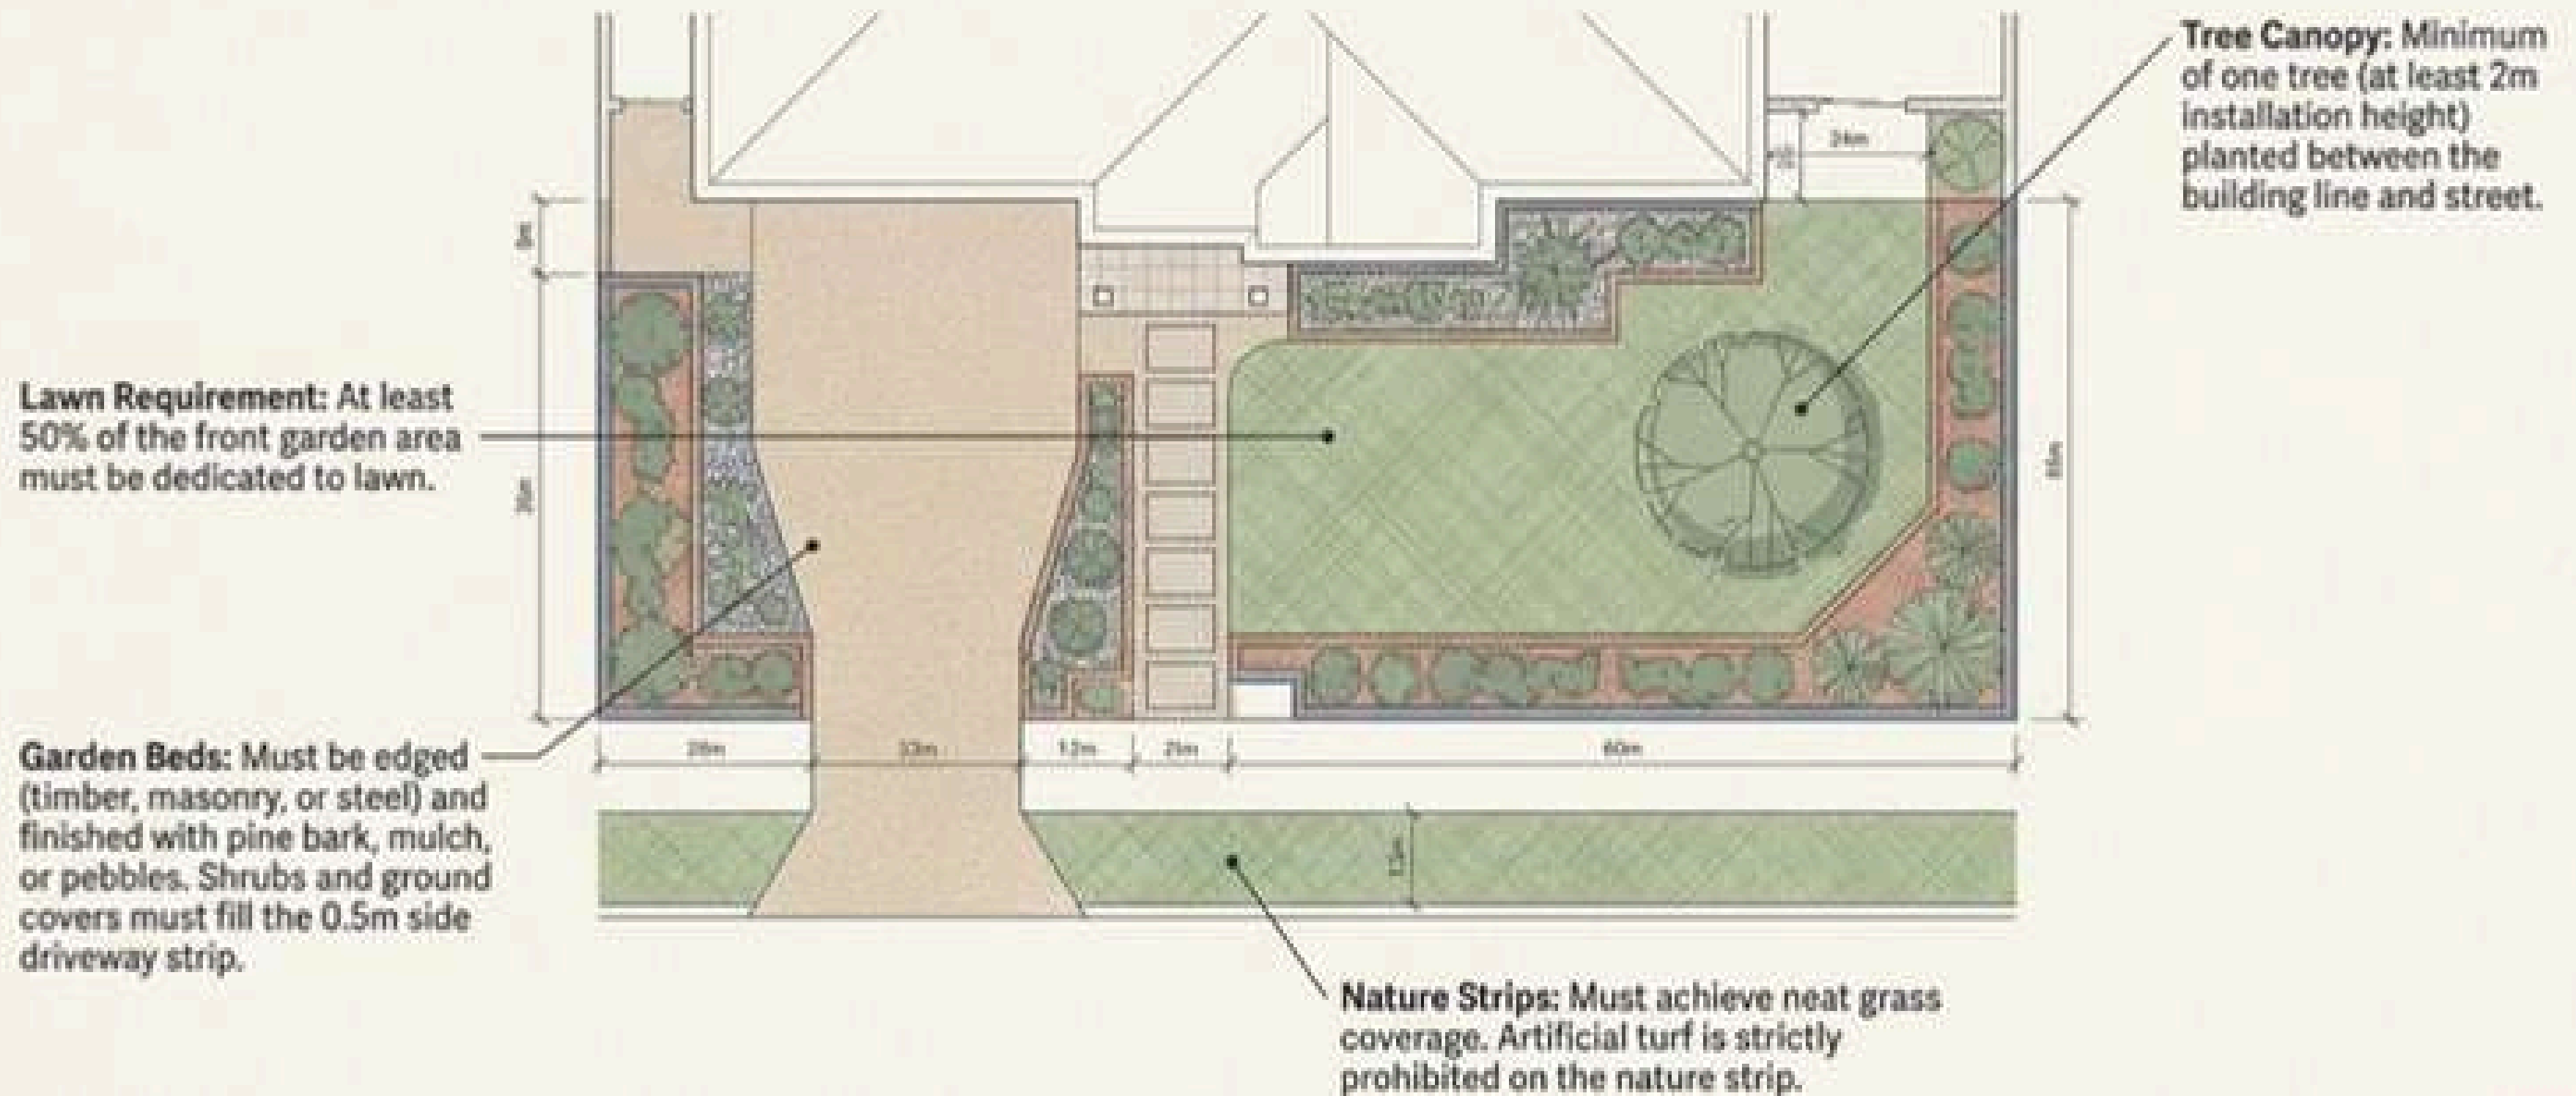 Tree Canopy: Minimum
of one tree (at least 2m
installation height)
planted between the
building line and street.
24m
Lawn Requirement: At least
50% of the front garden area
must be dedicated to lawn.
Garden Beds: Must be edged
(timber, masonry, or steel) and
finished with pine bark, mulch,
or pebbles. Shrubs and ground
covers must fill the 0.5m side
driveway strip.
12m
60m
Nature Strips: Must achieve neat grass
coverage. Artificial turf is strictly
prohibited on the nature strip.